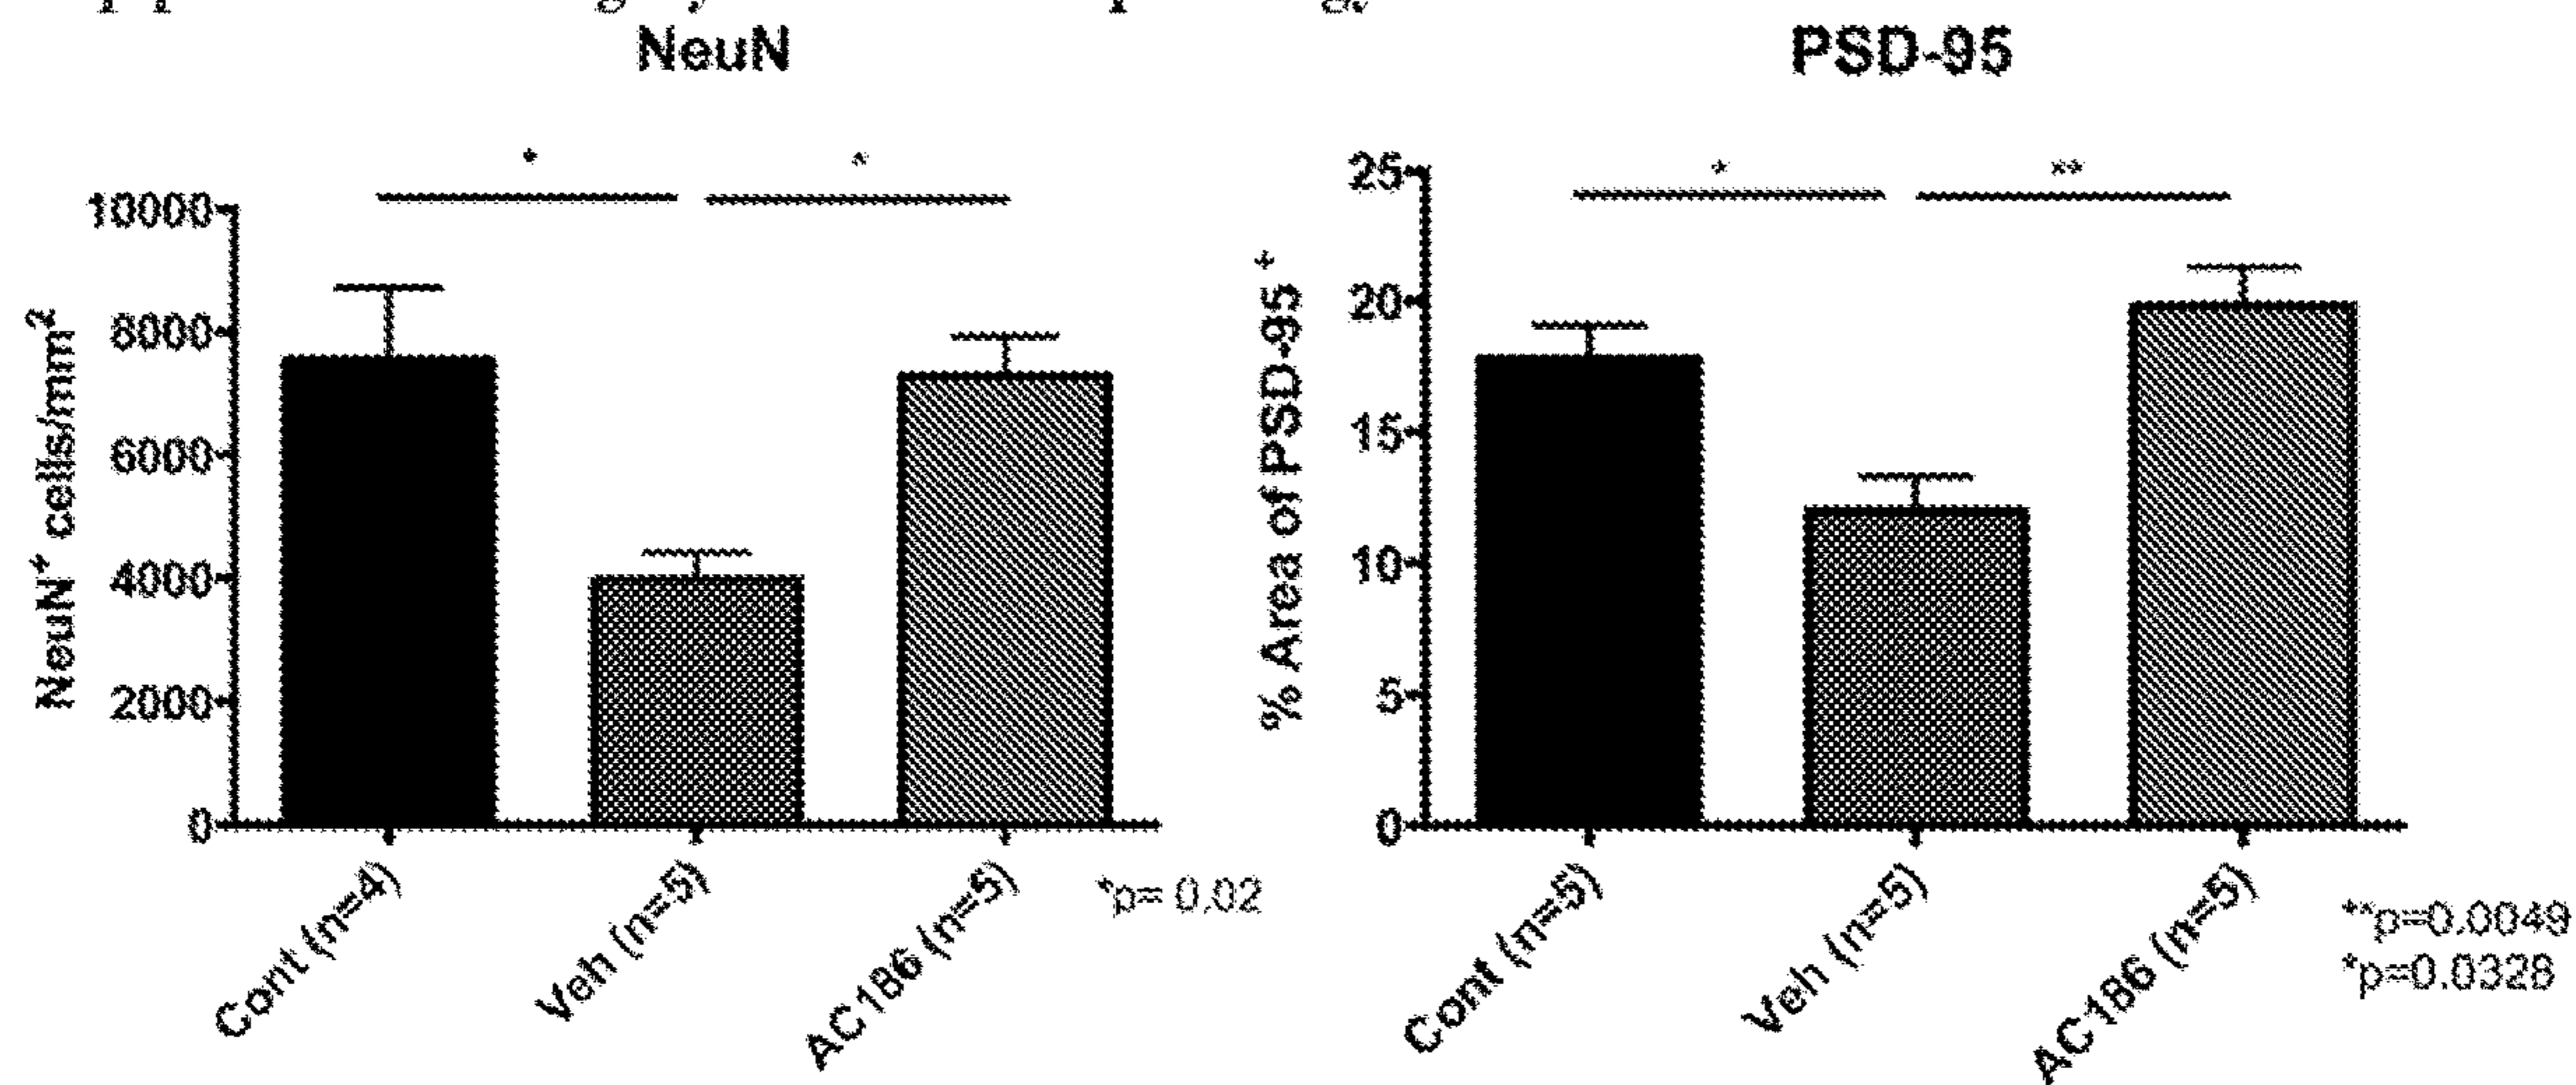 NeuN
*
*
10000
8000
6000
4000
2000
0
NeuN⁺ cells/mm²
Cont (n=4)
Veh (n=5)
AC186 (n=5)
*p= 0.02
PSD-95
*
**
25
20
15
10
5
0
% Area of PSD-95 ⁺
Cont (n=5)
Veh (n=5)
AC186 (n=5)
**p=0.0049
*p=0.0328